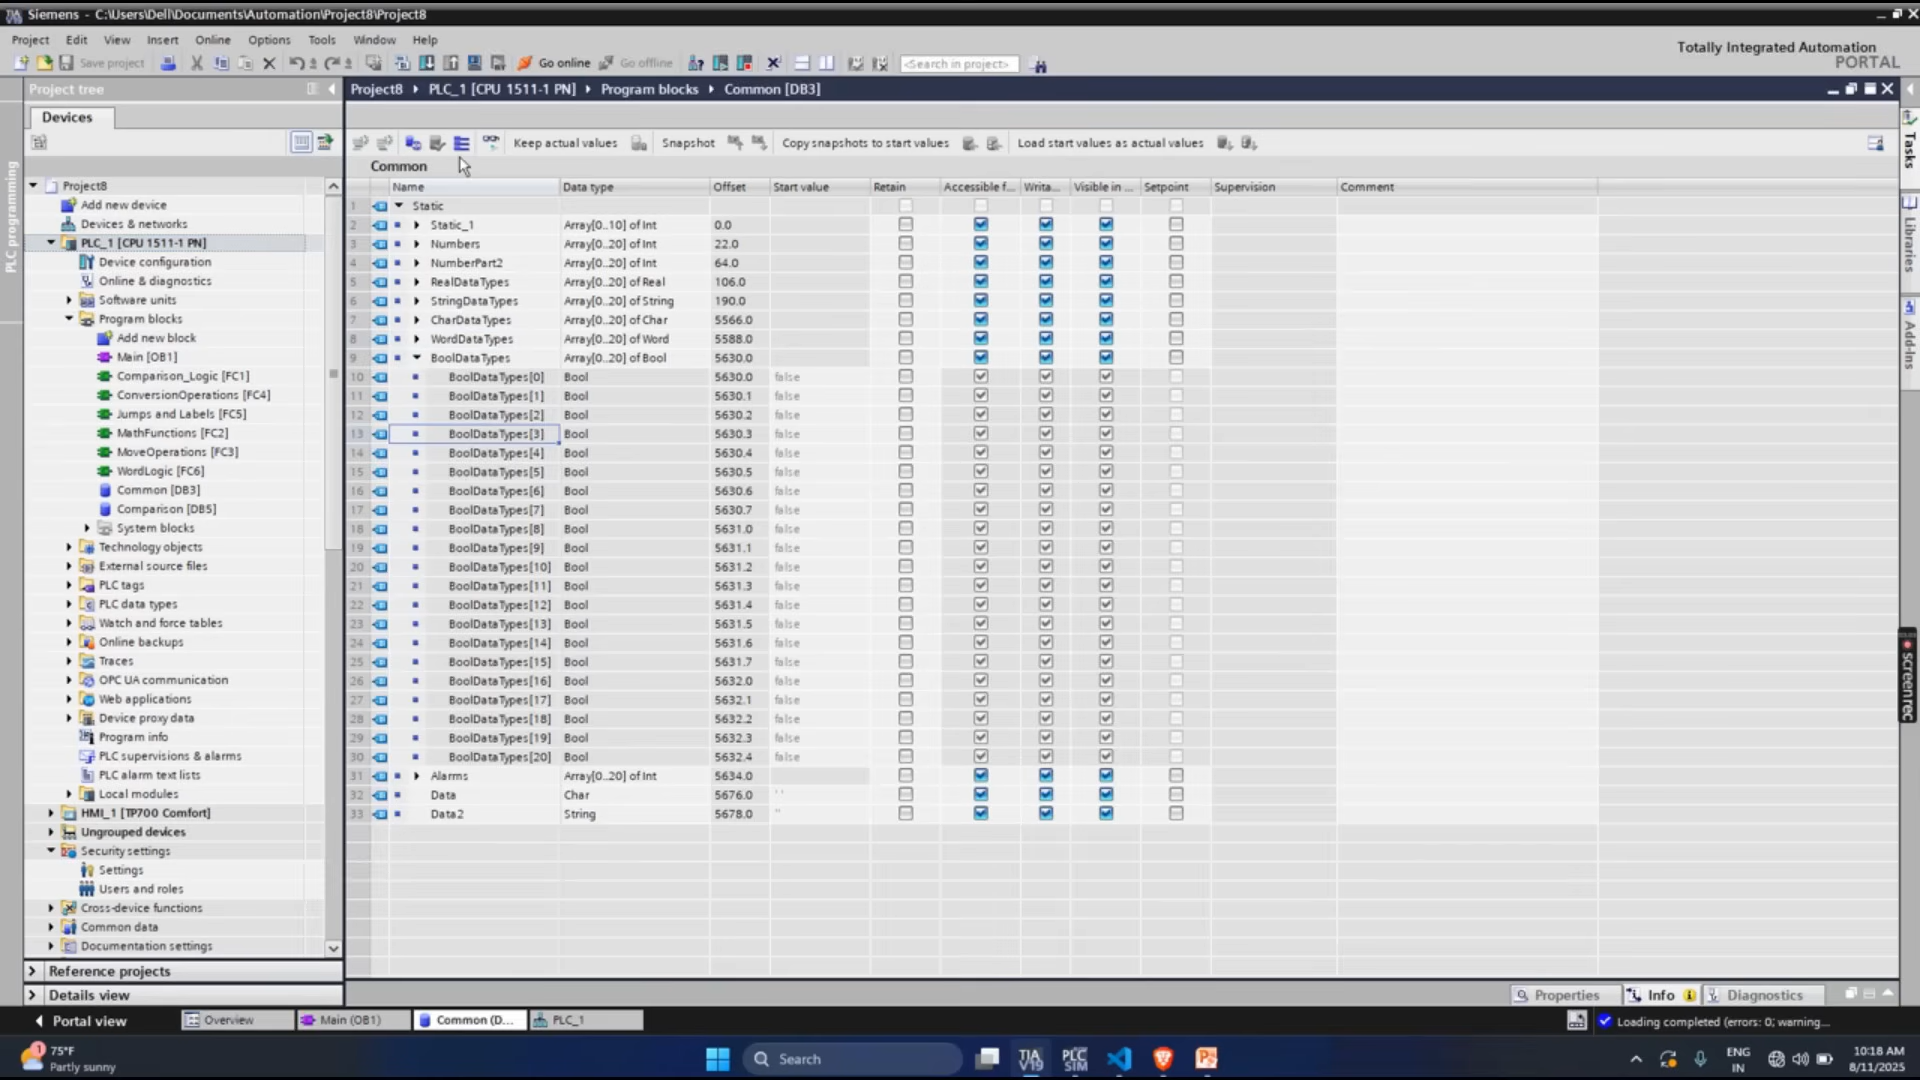 Siemens - C:\Users\Dell\Documents\Automation\Project8\Project8
Project Edit View Insert Online Options Tools Window Help
Totally Integrated Automation
PORTAL
Save project Go online Go offline <Search in project>
Project tree
Project8 PLC_1 [CPU 1511-1 PN] Program blocks Common [DB3]
Devices
Keep actual values Snapshot Copy snapshots to start values Load start values as actual values
Common
Name Data type Offset Start value Retain Accessible f... Writa... Visible in ... Setpoint Supervision Comment
1 Static
2 Static_1 Array[0..10] of Int 0.0
3 Numbers Array[0..20] of Int 22.0
4 NumberPart2 Array[0..20] of Int 64.0
5 RealDataTypes Array[0..20] of Real 106.0
6 StringDataTypes Array[0..20] of String 190.0
7 CharDataTypes Array[0..20] of Char 5566.0
8 WordDataTypes Array[0..20] of Word 5588.0
9 BoolDataTypes Array[0..20] of Bool 5630.0
10 BoolDataTypes[0] Bool 5630.0 false
11 BoolDataTypes[1] Bool 5630.1 false
12 BoolDataTypes[2] Bool 5630.2 false
13 BoolDataTypes[3] Bool 5630.3 false
14 BoolDataTypes[4] Bool 5630.4 false
15 BoolDataTypes[5] Bool 5630.5 false
16 BoolDataTypes[6] Bool 5630.6 false
17 BoolDataTypes[7] Bool 5630.7 false
18 BoolDataTypes[8] Bool 5631.0 false
19 BoolDataTypes[9] Bool 5631.1 false
20 BoolDataTypes[10] Bool 5631.2 false
21 BoolDataTypes[11] Bool 5631.3 false
22 BoolDataTypes[12] Bool 5631.4 false
23 BoolDataTypes[13] Bool 5631.5 false
24 BoolDataTypes[14] Bool 5631.6 false
25 BoolDataTypes[15] Bool 5631.7 false
26 BoolDataTypes[16] Bool 5632.0 false
27 BoolDataTypes[17] Bool 5632.1 false
28 BoolDataTypes[18] Bool 5632.2 false
29 BoolDataTypes[19] Bool 5632.3 false
30 BoolDataTypes[20] Bool 5632.4 false
31 Alarms Array[0..20] of Int 5634.0
32 Data Char 5676.0 ' '
33 Data2 String 5678.0 ''
Project8
Add new device
Devices & networks
PLC_1 [CPU 1511-1 PN]
Device configuration
Online & diagnostics
Software units
Program blocks
Add new block
Main [OB1]
Comparison_Logic [FC1]
ConversionOperations [FC4]
Jumps and Labels [FC5]
MathFunctions [FC2]
MoveOperations [FC3]
WordLogic [FC6]
Common [DB3]
Comparison [DB5]
System blocks
Technology objects
External source files
PLC tags
PLC data types
Watch and force tables
Online backups
Traces
OPC UA communication
Web applications
Device proxy data
Program info
PLC supervisions & alarms
PLC alarm text lists
Local modules
HMI_1 [TP700 Comfort]
Ungrouped devices
Security settings
Settings
Users and roles
Cross-device functions
Common data
Documentation settings
Reference projects
Details view
PLC programming
Tasks
Libraries
Add-Ins
screenrec
Properties Info Diagnostics
Portal view Overview Main (OB1) Common (D... PLC_1 Loading completed (errors: 0; warning...
1
75°F
Partly sunny
Search
TIA
V19
PLC
SIM
ENG
IN
10:18 AM
8/11/2025